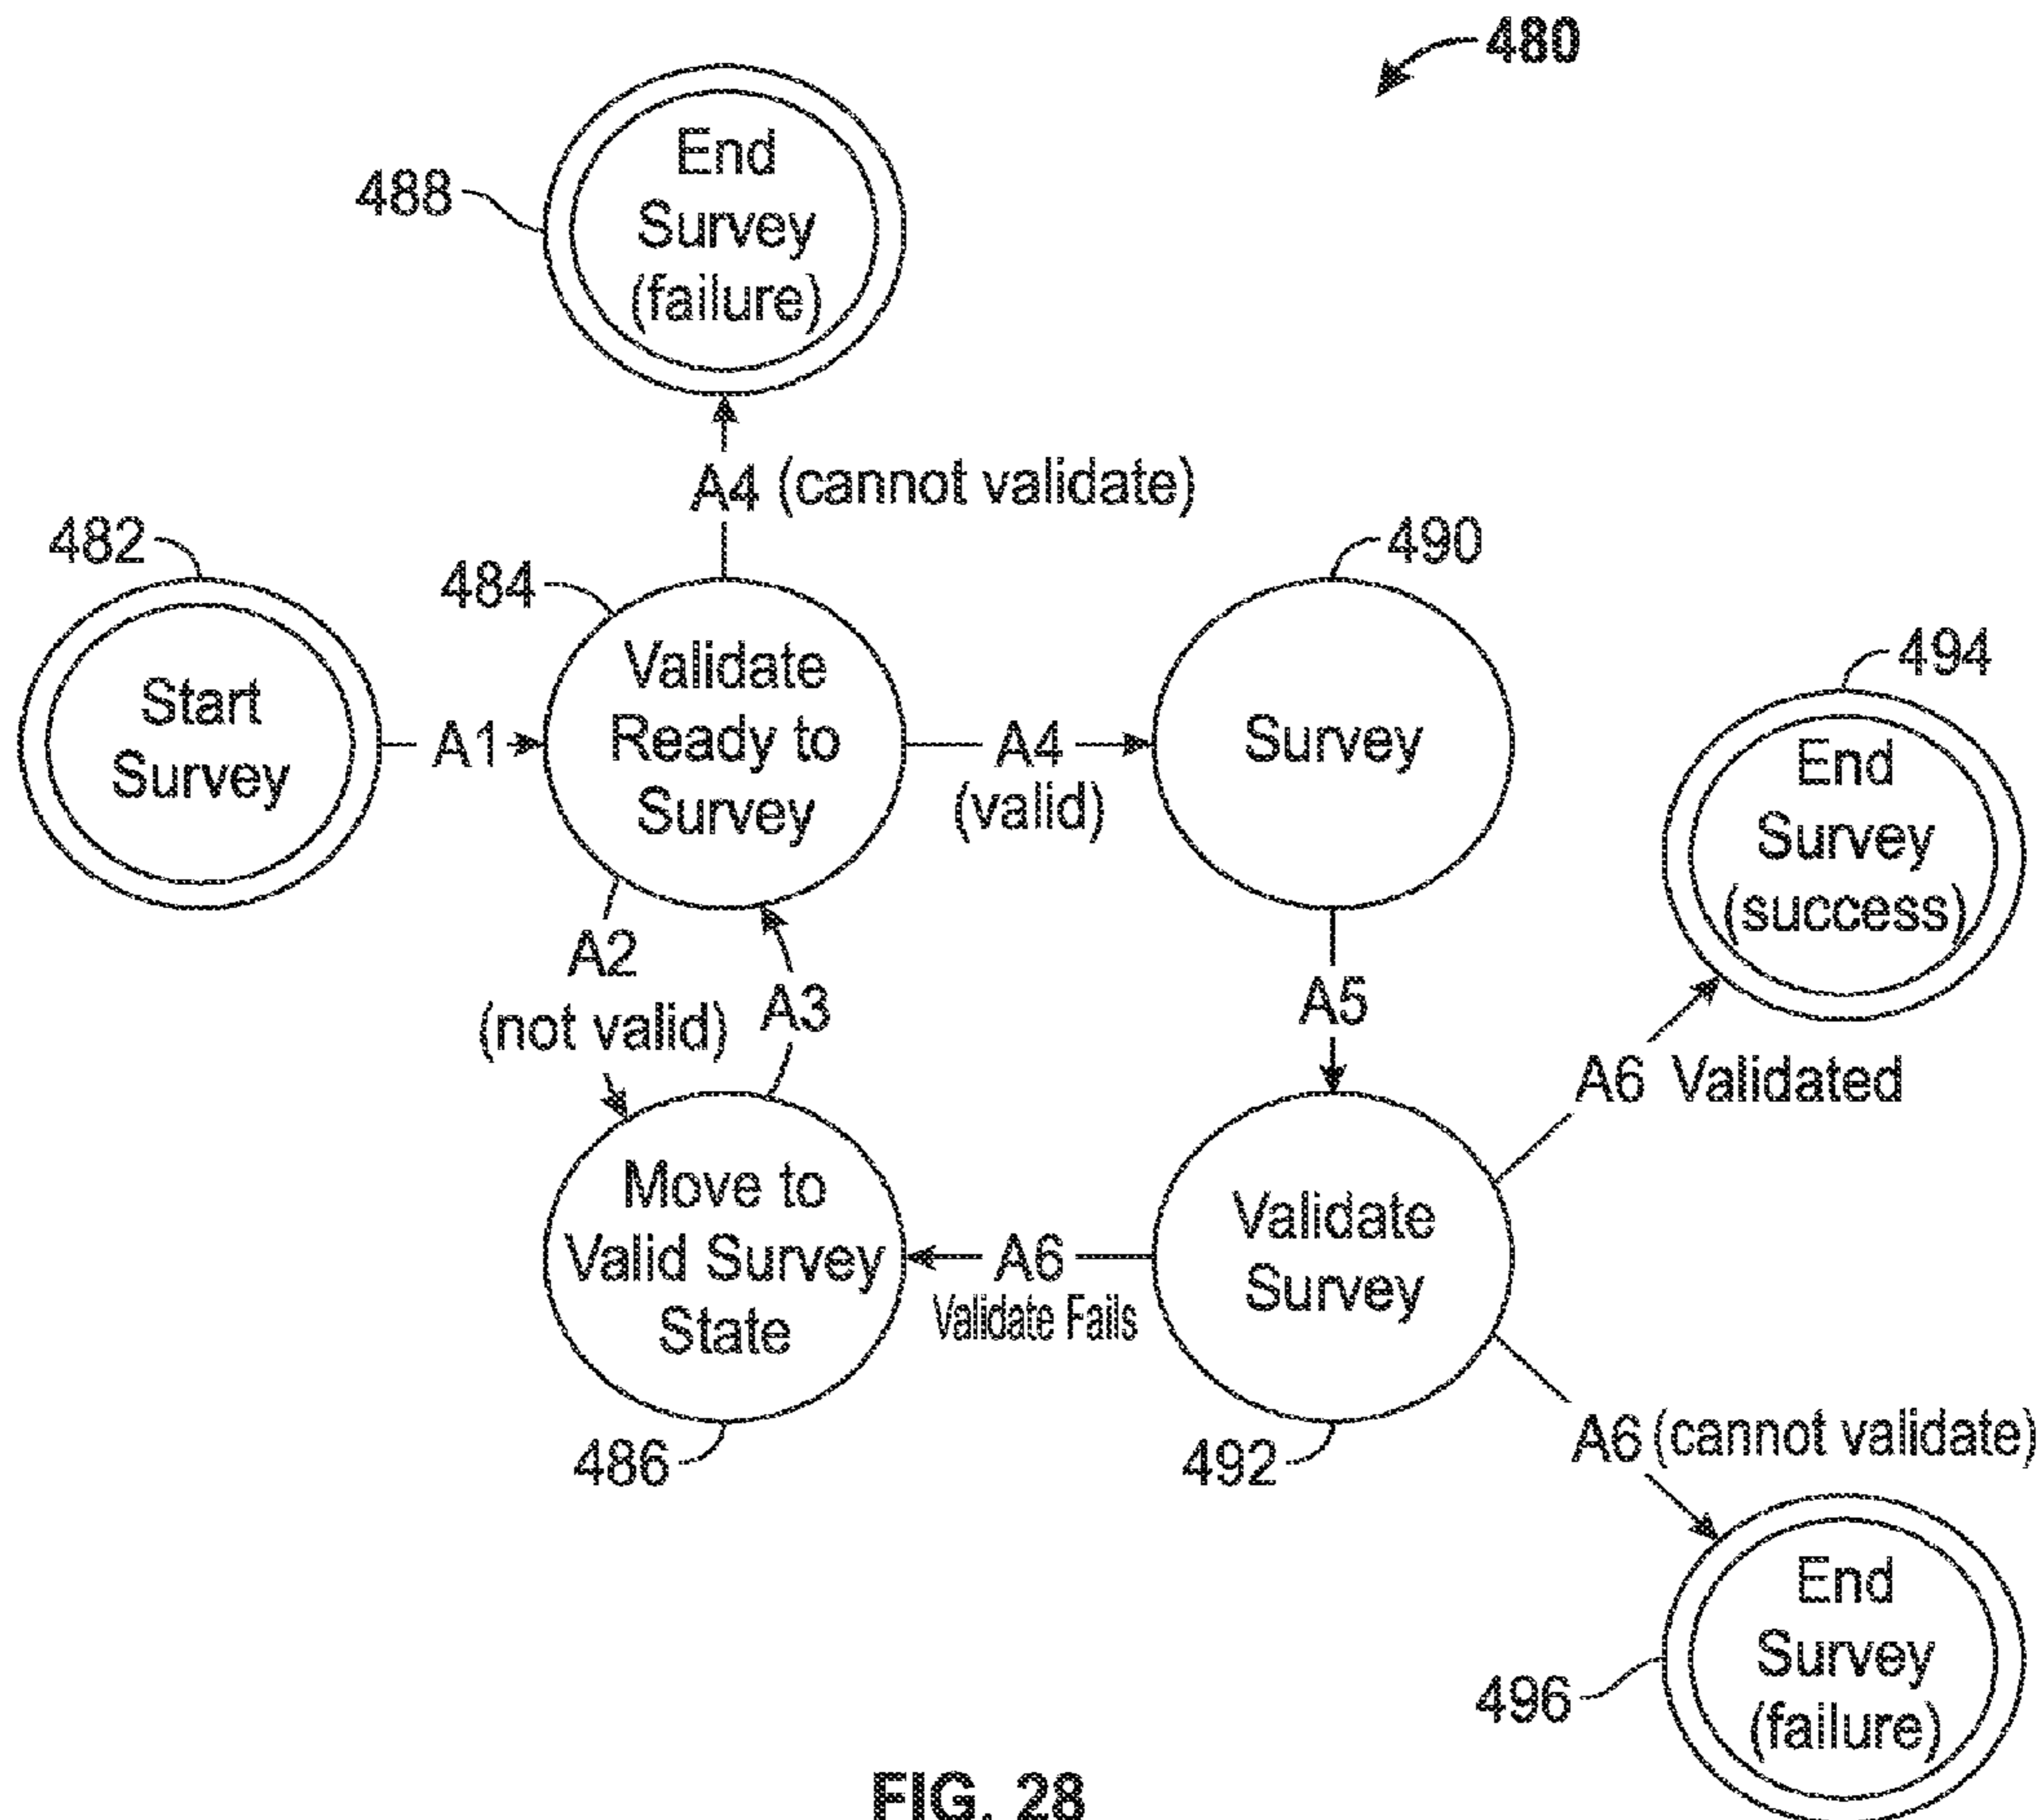 480
488
End
Survey
(failure)
A4 (cannot validate)
482
484
490
Start
Survey
A1
Validate
Ready to
Survey
A4
(valid)
Survey
494
End
Survey
(success)
A2
(not valid)
A3
A5
A6 Validated
Move to
Valid Survey
State
A6
Validate Fails
Validate
Survey
486
492
A6 (cannot validate)
496
End
Survey
(failure)
FIG. 28